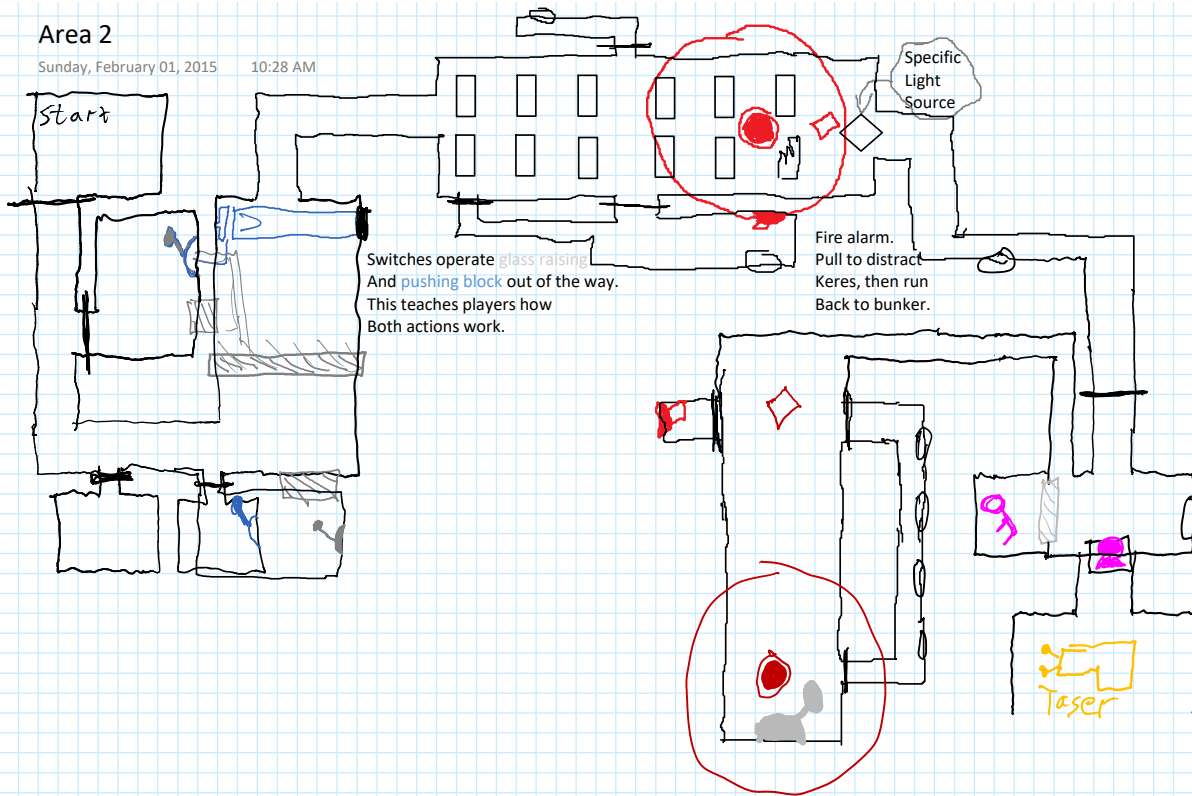 Area 2
Sunday, February 01, 2015 10:28 AM
Start
Specific
Light
Source
Switches operate glass raising
And pushing block out of the way.
This teaches players how
Both actions work.
Fire alarm.
Pull to distract
Keres, then run
Back to bunker.
Taser